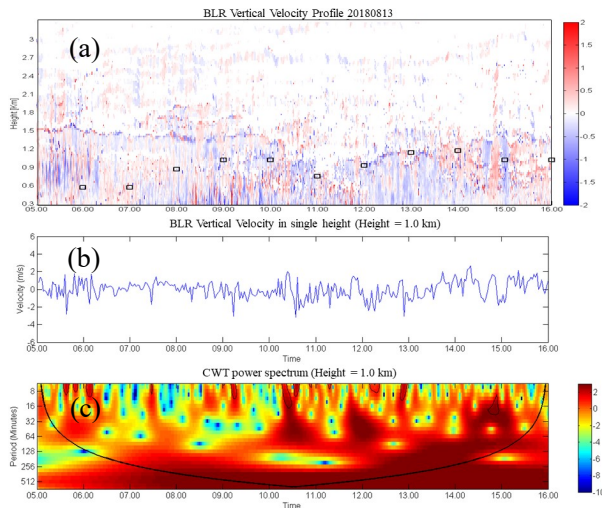 BLR Vertical Velocity Profile 20180813
(a)
Height [km]
3.3
3
2.7
2.4
2.1
1.8
1.5
1.2
0.9
0.6
0.3
05.00 06.00 07.00 08.00 09.00 10.00 11.00 12.00 13.00 14.00 15.00 16.00
2
1.5
1
0.5
0
-0.5
-1
-1.5
-2
BLR Vertical Velocity in single height (Height = 1.0 km)
(b)
Velocity (m/s)
6
4
2
0
-2
-4
-6
05.00 06.00 07.00 08.00 09.00 10.00 11.00 12.00 13.00 14.00 15.00 16.00
Time
CWT power spectrum (Height = 1.0 km)
(c)
Period (Minutes)
8
16
32
64
128
256
512
05.00 06.00 07.00 08.00 09.00 10.00 11.00 12.00 13.00 14.00 15.00 16.00
Time
2
0
-2
-4
-6
-8
-10